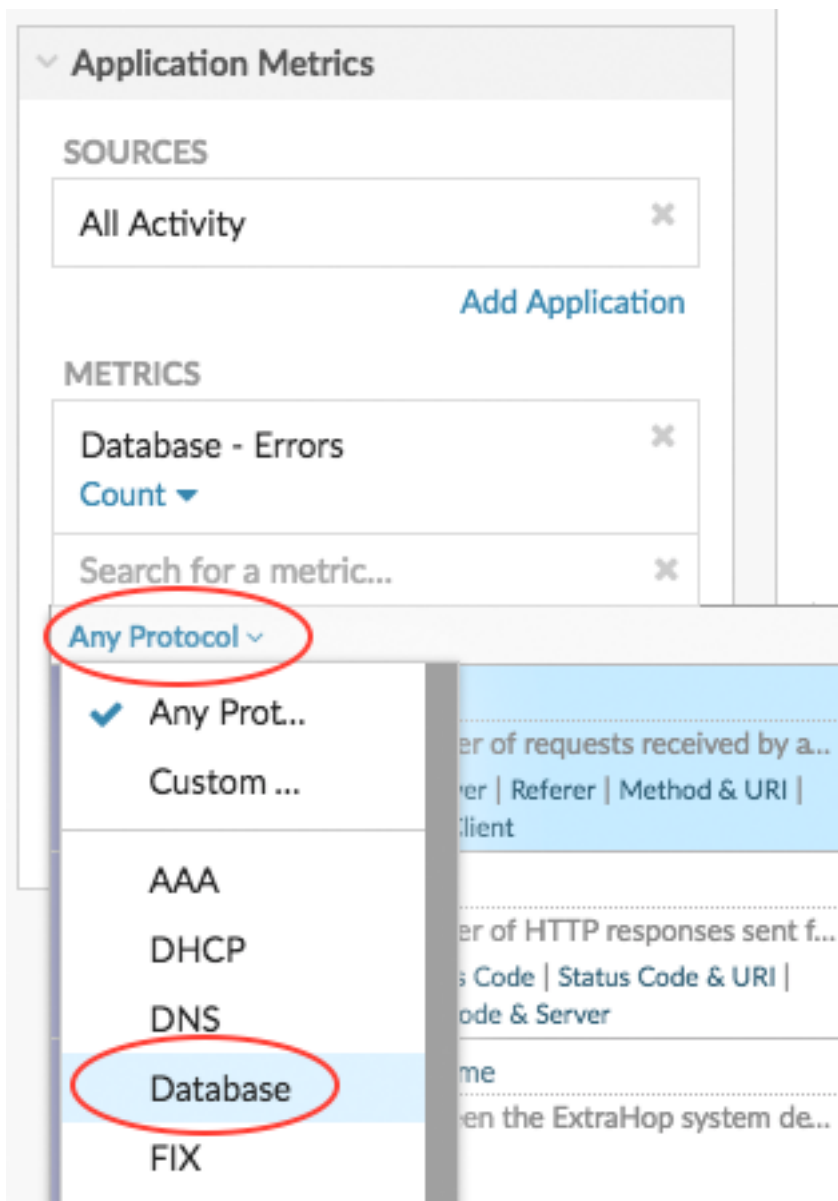 Application Metrics
SOURCES
All Activity
Add Application
METRICS
Database - Errors
Count
Search for a metric...
Any Protocol
Any Prot...
er of requests received by a...
Custom ...
ver | Referer | Method & URI |
Client
AAA
er of HTTP responses sent f...
DHCP
s Code | Status Code & URI |
DNS
ode & Server
me
Database
en the ExtraHop system de...
FIX